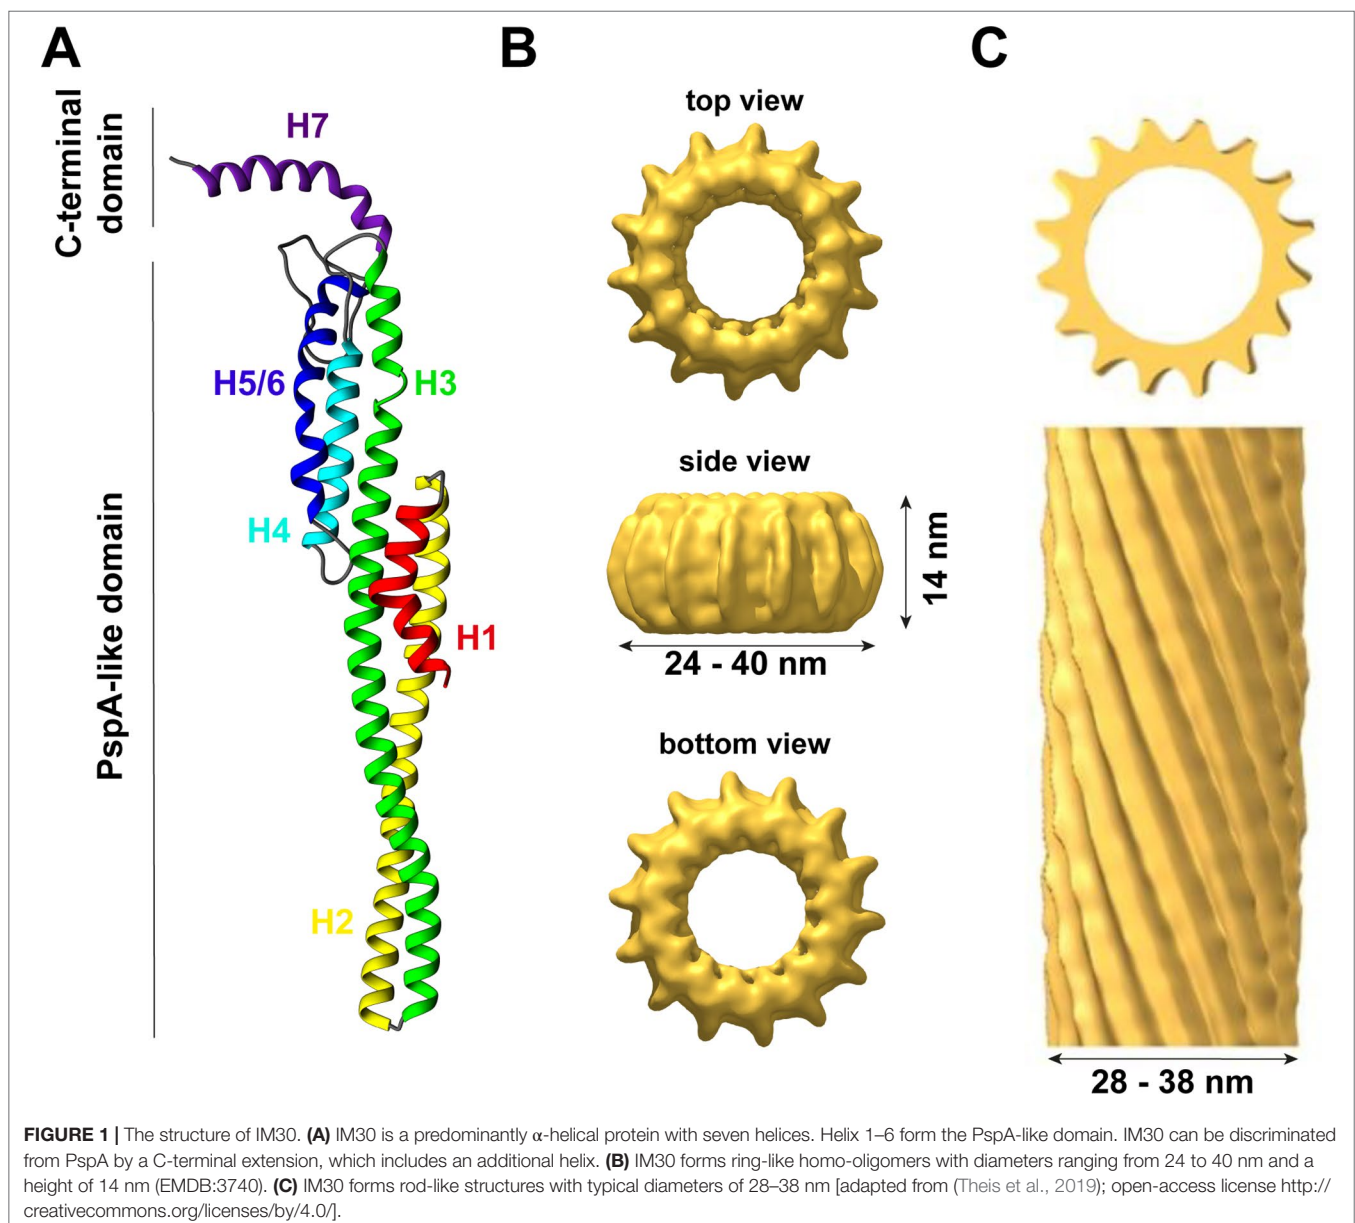 A
C-terminal
domain
H7
H5/6
H3
H4
H1
H2
PspA-like domain
B
top view
side view
14 nm
24 - 40 nm
bottom view
C
28 - 38 nm
FIGURE 1 | The structure of IM30. (A) IM30 is a predominantly α-helical protein with seven helices. Helix 1–6 form the PspA-like domain. IM30 can be discriminated
from PspA by a C-terminal extension, which includes an additional helix. (B) IM30 forms ring-like homo-oligomers with diameters ranging from 24 to 40 nm and a
height of 14 nm (EMDB:3740). (C) IM30 forms rod-like structures with typical diameters of 28–38 nm [adapted from (Theis et al., 2019); open-access license http://
creativecommons.org/licenses/by/4.0/].